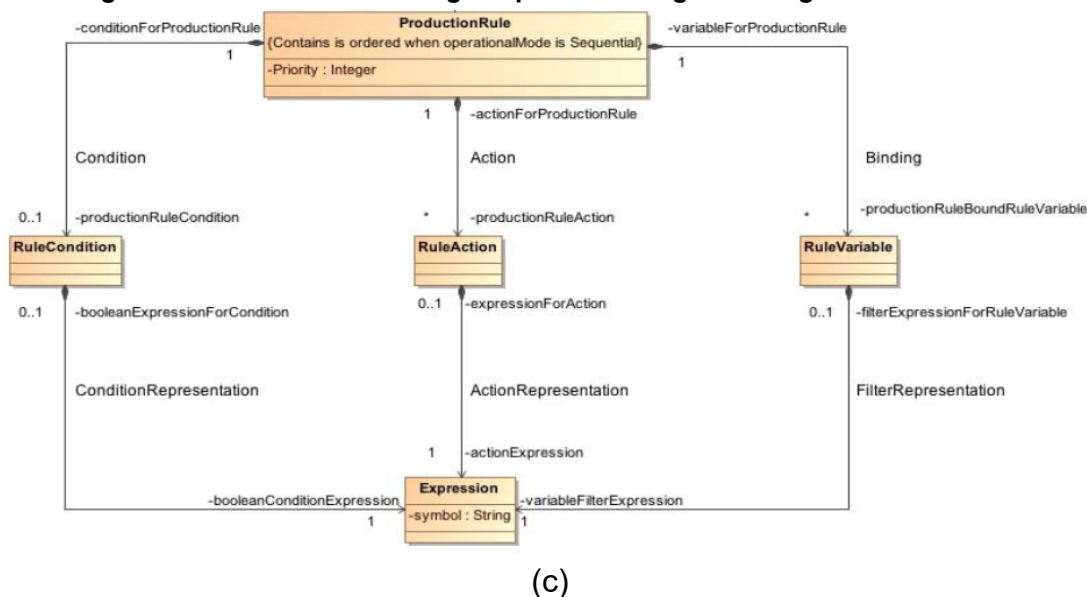 ProductionRule
-conditionForProductionRule
{Contains is ordered when operationalMode is Sequential}
-variableForProductionRule
1
-Priority : Integer
1
1
-actionForProductionRule
Condition
Action
Binding
0..1
-productionRuleCondition
*
-productionRuleAction
*
-productionRuleBoundRuleVariable
RuleCondition
RuleAction
RuleVariable
0..1
-booleanExpressionForCondition
0..1
-expressionForAction
0..1
-filterExpressionForRuleVariable
ConditionRepresentation
ActionRepresentation
FilterRepresentation
1
-actionExpression
Expression
-booleanConditionExpression
-variableFilterExpression
1
-symbol : String
1
(c)